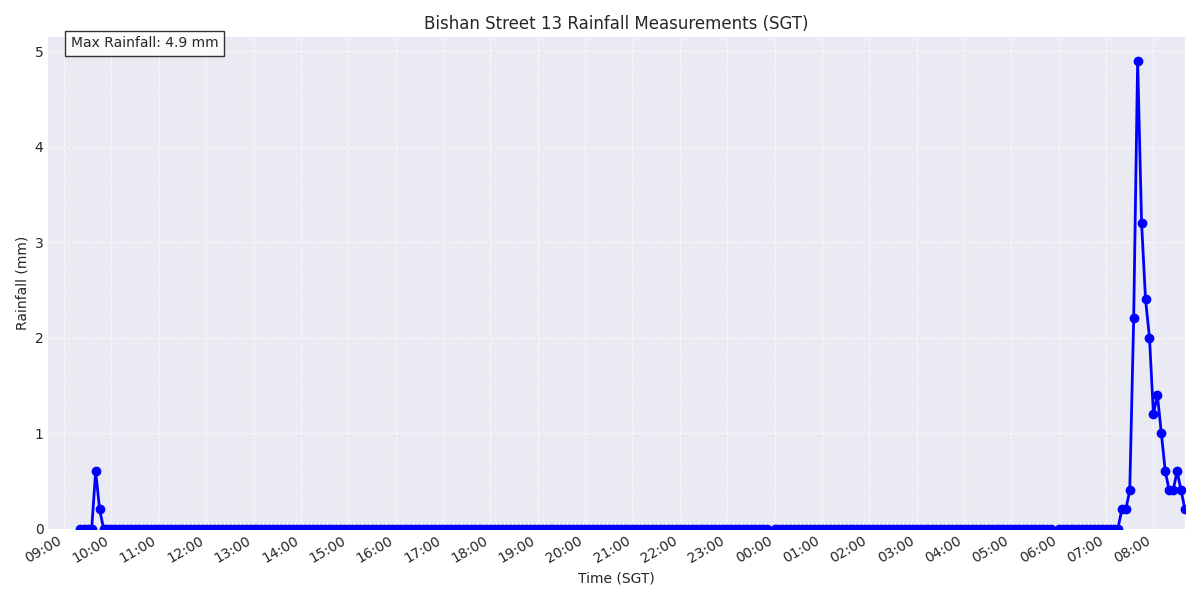 Bishan Street 13 Rainfall Measurements (SGT)
Max Rainfall: 4.9 mm
Rainfall (mm)
5
4
3
2
1
0
09:00 10:00 11:00 12:00 13:00 14:00 15:00 16:00 17:00 18:00 19:00 20:00 21:00 22:00 23:00 00:00 01:00 02:00 03:00 04:00 05:00 06:00 07:00 08:00
Time (SGT)